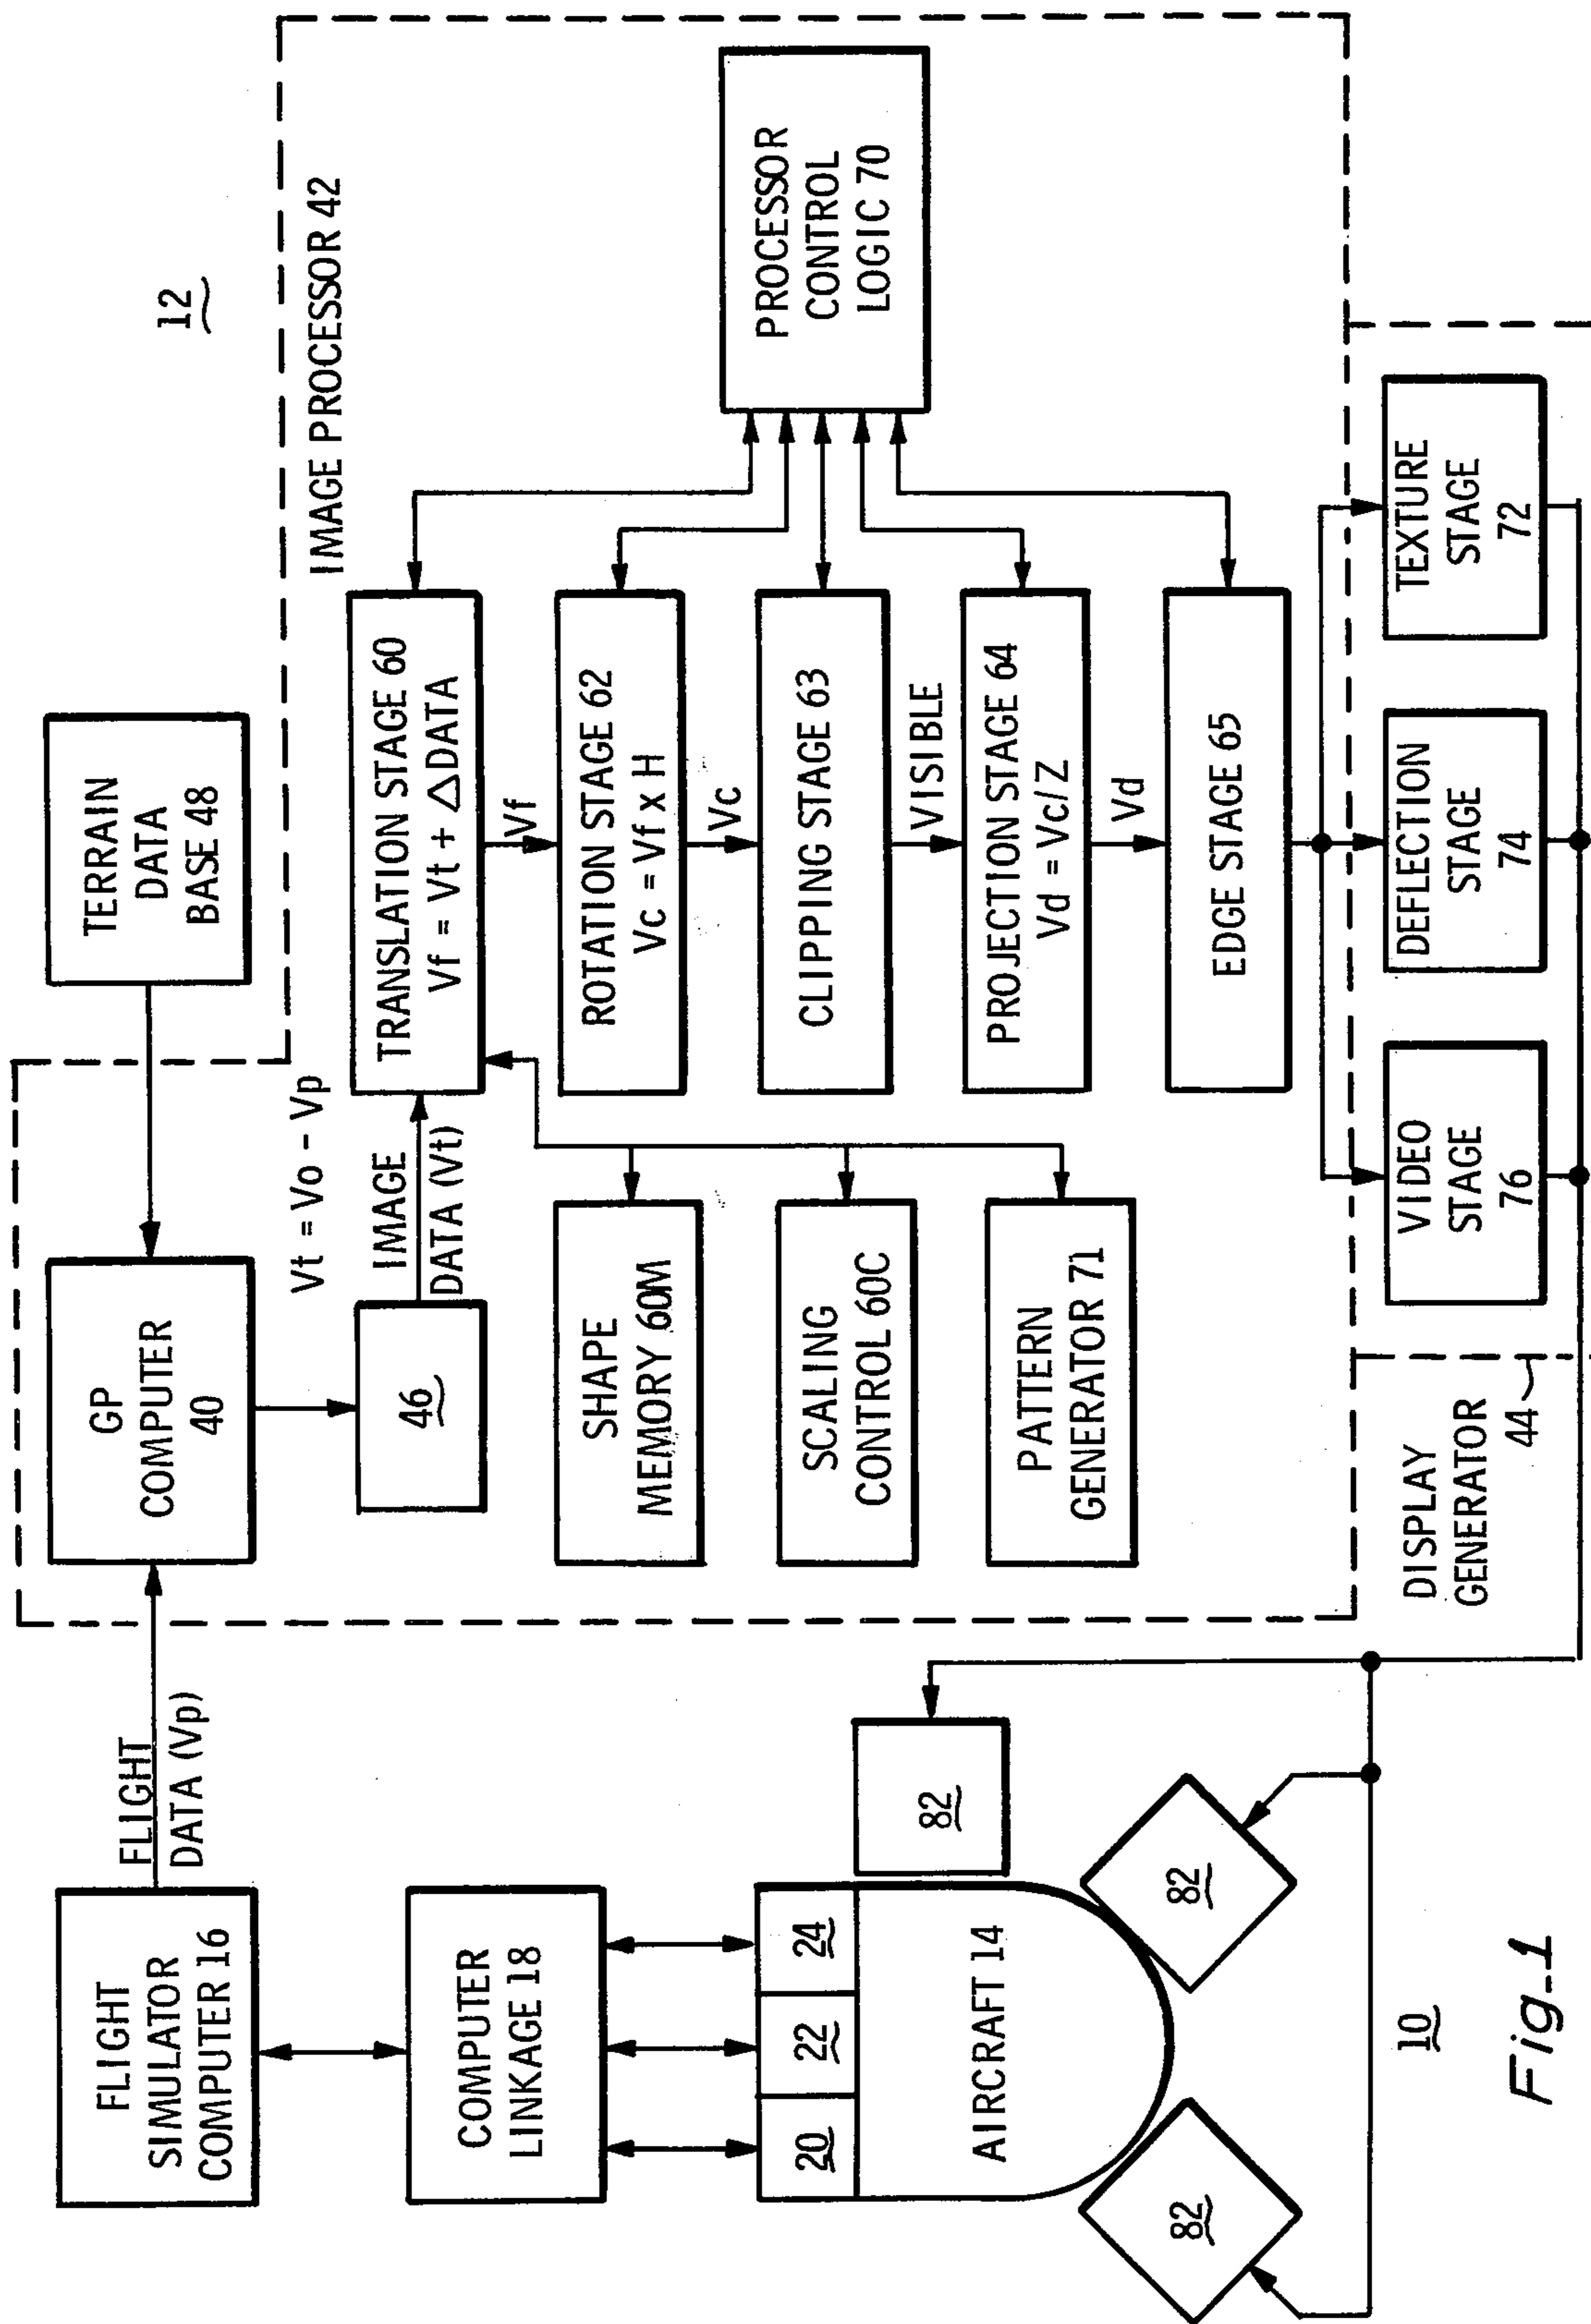 12
FLIGHT
SIMULATOR
COMPUTER 16
FLIGHT
DATA (Vp)
GP
COMPUTER
40
TERRAIN
DATA
BASE 48
IMAGE PROCESSOR 42
Vt = Vo - Vp
46
IMAGE
DATA (Vt)
TRANSLATION STAGE 60
Vf = Vt + ΔDATA
Vf
ROTATION STAGE 62
Vc = Vf x H
Vc
CLIPPING STAGE 63
VISIBLE
PROJECTION STAGE 64
Vd = Vc/Z
Vd
EDGE STAGE 65
PROCESSOR
CONTROL
LOGIC 70
SHAPE
MEMORY 60M
SCALING
CONTROL 60C
PATTERN
GENERATOR 71
COMPUTER
LINKAGE 18
20
22
24
AIRCRAFT 14
82
82
82
DISPLAY
GENERATOR
44
VIDEO
STAGE
76
DEFLECTION
STAGE
74
TEXTURE
STAGE
72
10
Fig_1